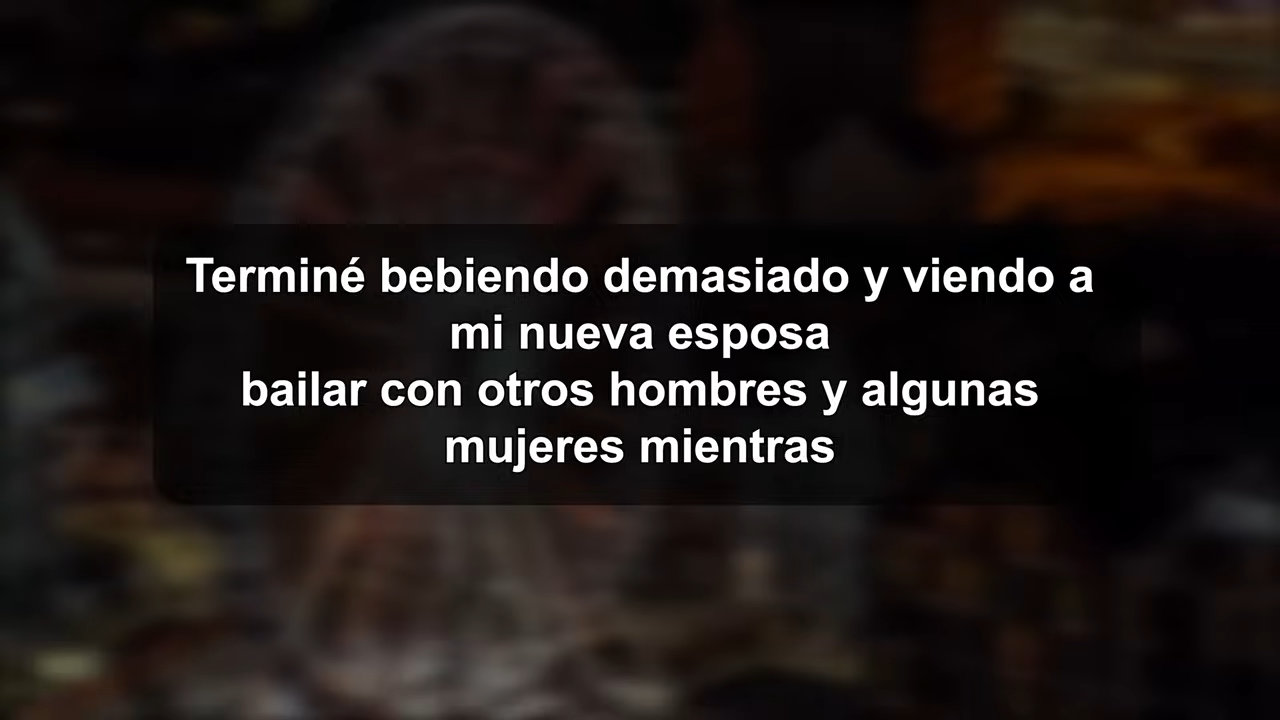 Terminé bebiendo demasiado y viendo a
mi nueva esposa
bailar con otros hombres y algunas
mujeres mientras